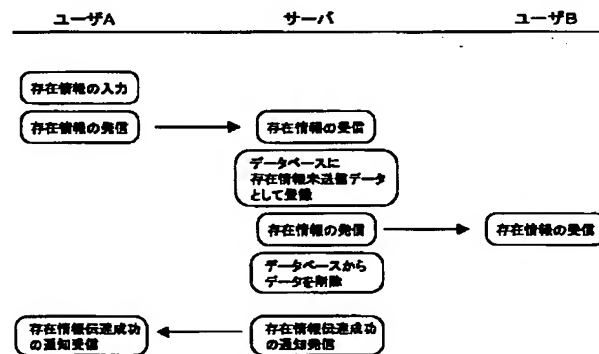 ユーザA サーバ ユーザB
存在情報の入力
存在情報の発信 存在情報の受信
データベースに
存在情報未送信データ
として登録
存在情報の発信 存在情報の受信
データベースから
データを削除
存在情報伝達成功 存在情報伝達成功
の通知受信 の通知発信